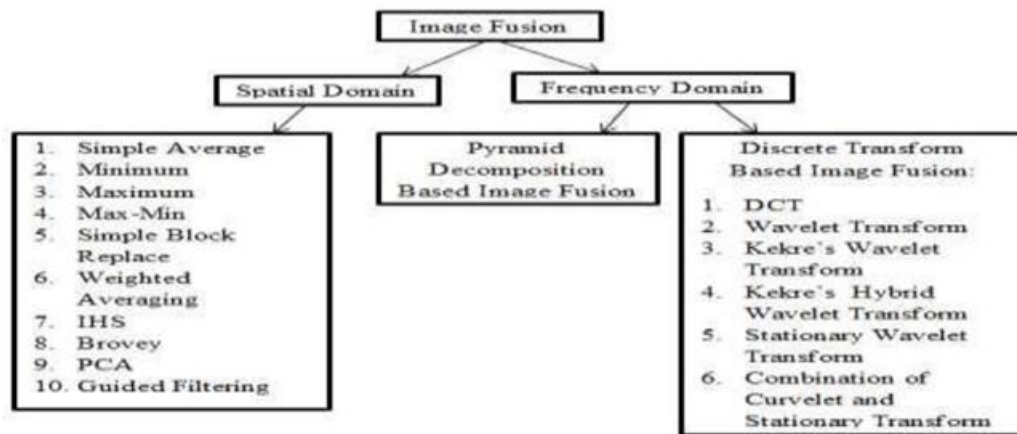 Image Fusion
Spatial Domain
Frequency Domain
1. Simple Average
2. Minimum
3. Maximum
4. Max-Min
5. Simple Block
Replace
6. Weighted
Averaging
7. IHS
8. Brovey
9. PCA
10. Guided Filtering
Pyramid
Decomposition
Based Image Fusion
Discrete Transform
Based Image Fusion:
1. DCT
2. Wavelet Transform
3. Kekre's Wavelet
Transform
4. Kekre's Hybrid
Wavelet Transform
5. Stationary Wavelet
Transform
6. Combination of
Curvelet and
Stationary Transform